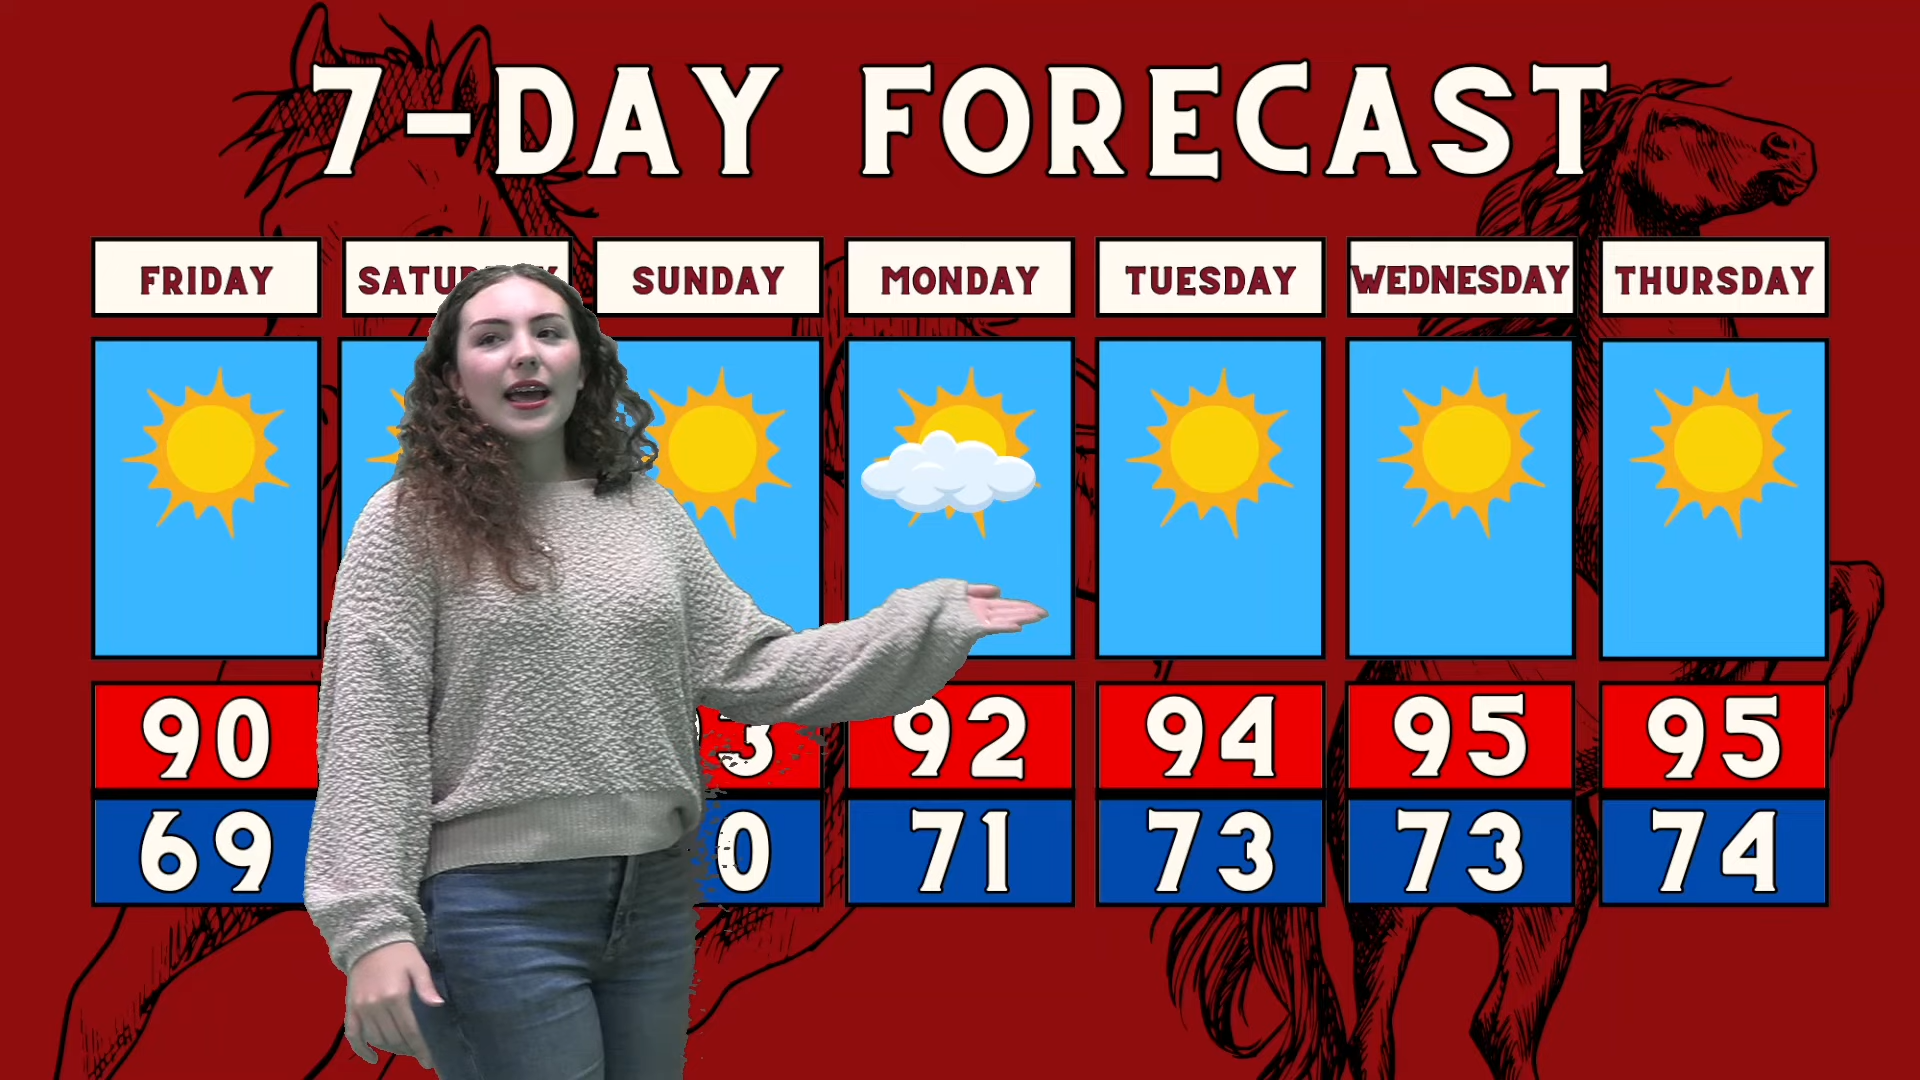 7-DAY FORECAST
FRIDAY SUNDAY MONDAY TUESDAY WEDNESDAY THURSDAY
90 92 94 95 95
69 71 73 73 74